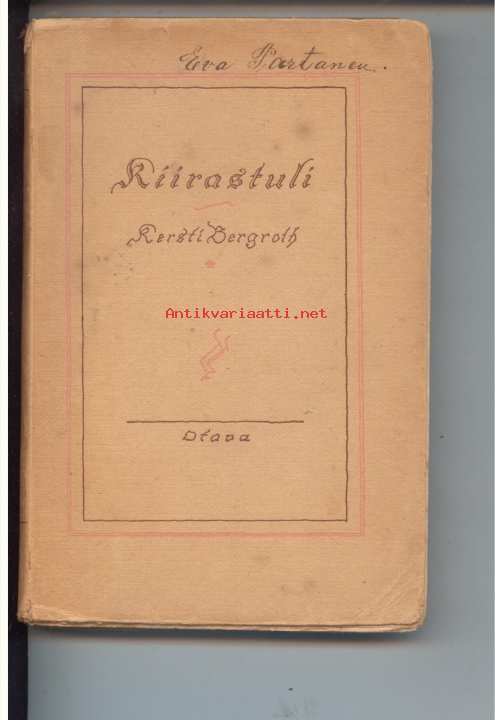 Eva Partanen.
Kiirastuli
Kersti Bergroth
Antikvariaatti.net
Otava